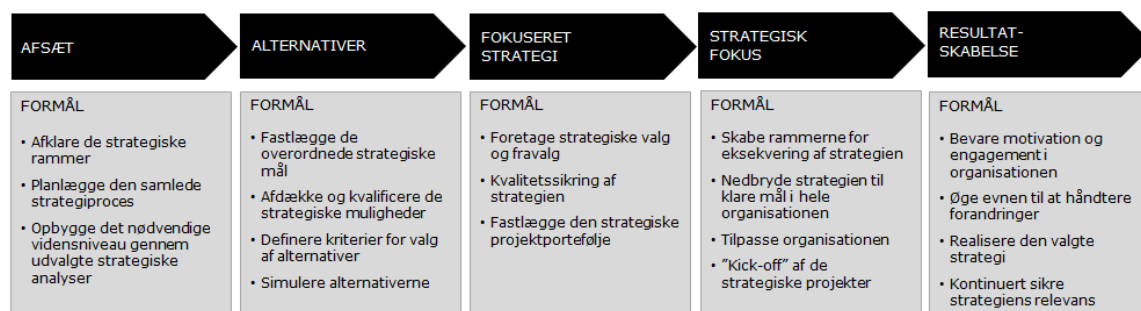 AFSÆT
ALTERNATIVER
FOKUSERET
STRATEGI
STRATEGISK
FOKUS
RESULTAT-
SKABELSE
FORMÅL
• Afklare de strategiske
rammer
• Planlægge den samlede
strategiproces
• Opbygge det nødvendige
vidensniveau gennem
udvalgte strategiske
analyser
FORMÅL
• Fastlægge de
overordnede strategiske
mål
• Afdække og kvalificere de
strategiske muligheder
• Definere kriterier for valg
af alternativer
• Simulere alternativerne
FORMÅL
• Foretage strategiske valg
og fravalg
• Kvalitetssikring af
strategien
• Fastlægge den strategiske
projektportefølje
FORMÅL
• Skabe rammerne for
eksekvering af strategien
• Nedbryde strategien til
klare mål i hele
organisationen
• Tilpasse organisationen
• ”Kick-off” af de
strategiske projekter
FORMÅL
• Bevare motivation og
engagement i
organisationen
• Øge evnen til at håndtere
forandringer
• Realisere den valgte
strategi
• Kontinuert sikre
strategiens relevans